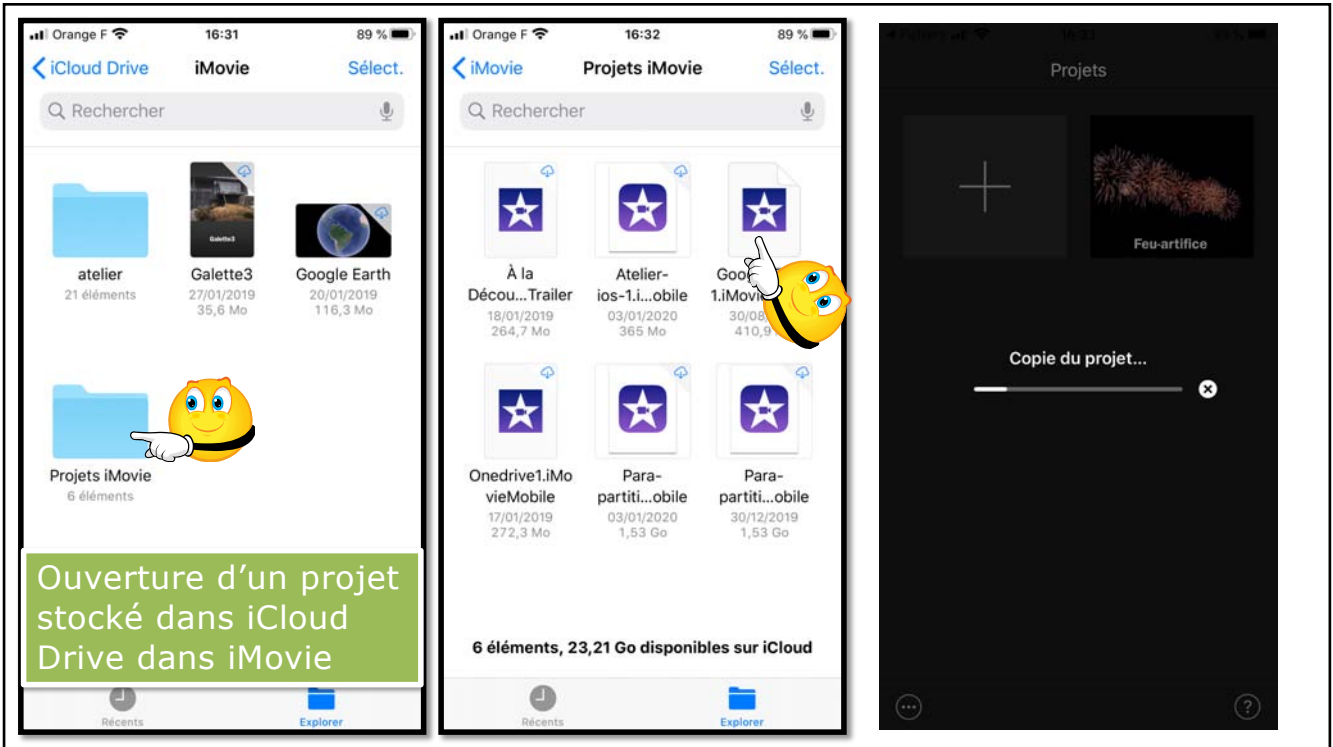 Orange F 16:31 89 %
iCloud Drive iMovie Sélect.
Rechercher
Galette3
atelier
21 éléments
Galette3
27/01/2019
35,6 Mo
Google Earth
20/01/2019
116,3 Mo
Projets iMovie
6 éléments
Ouverture d’un projet
stocké dans iCloud
Drive dans iMovie
Récents Explorer
Orange F 16:32 89 %
iMovie Projets iMovie Sélect.
Rechercher
À la
Décou...Trailer
18/01/2019
264,7 Mo
Atelier-
ios-1.i...obile
03/01/2020
365 Mo
Goo
1.iMovi
30/08
410,9
Onedrive1.iMo
vieMobile
17/01/2019
272,3 Mo
Para-
partiti...obile
03/01/2020
1,53 Go
Para-
partiti...obile
30/12/2019
1,53 Go
6 éléments, 23,21 Go disponibles sur iCloud
Récents Explorer
Projets
Feu-artifice
Copie du projet...